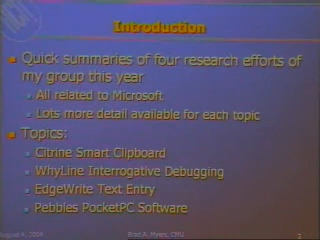 Introduction
Quick summaries of four research efforts of
my group this year
All related to Microsoft
Lots more detail available for each topic
Topics:
Citrine Smart Clipboard
WhyLine Interrogative Debugging
EdgeWrite Text Entry
Pebbles PocketPC Software
August 4, 2004
Brad A. Myers, CMU
2